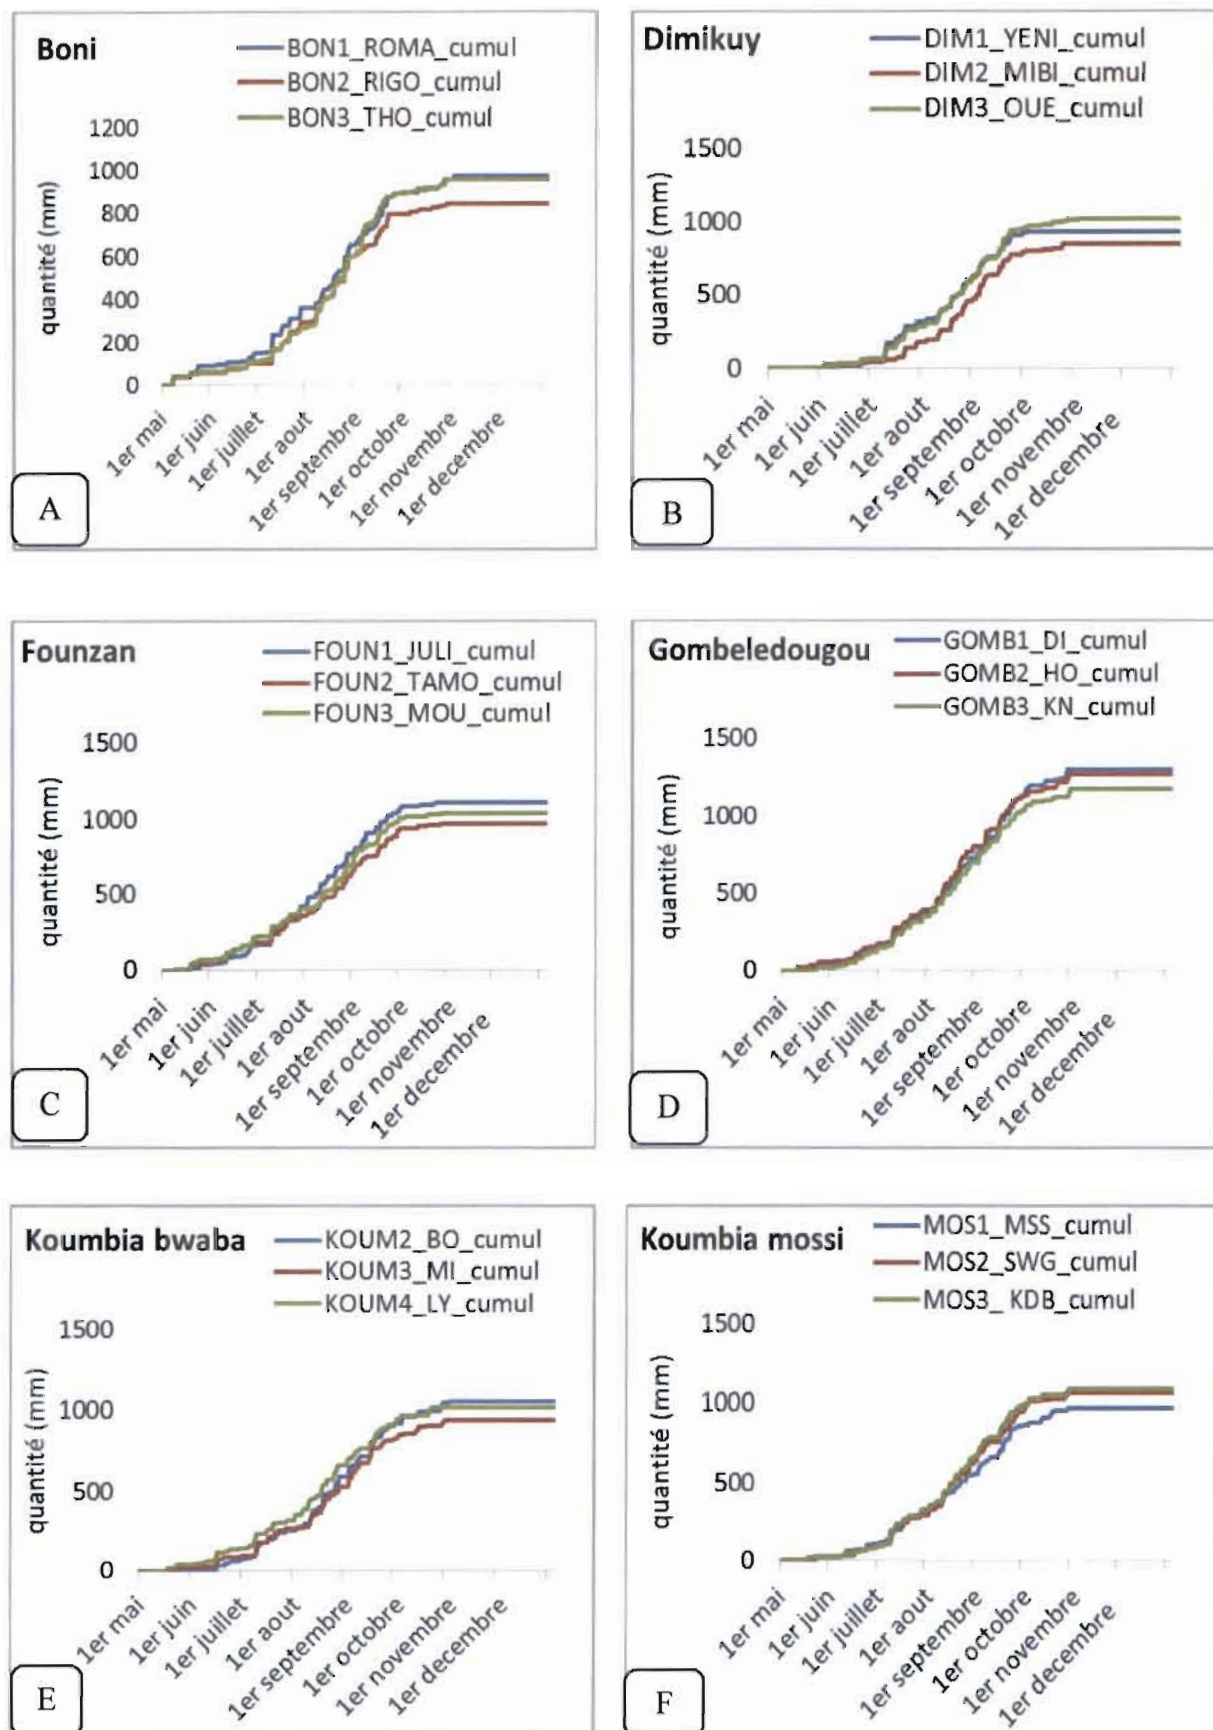 Boni
BON1_ROMA_cumul
BON2_RIGO_cumul
BON3_THO_cumul
quantité (mm)
1200
1000
800
600
400
200
0
1er mai
1er juin
1er juillet
1er aout
1er septembre
1er octobre
1er novembre
1er decembre
A
Dimikuy
DIM1_YENI_cumul
DIM2_MIBI_cumul
DIM3_OUE_cumul
quantité (mm)
1500
1000
500
0
1er mai
1er juin
1er juillet
1er aout
1er septembre
1er octobre
1er novembre
1er decembre
B
Founzan
FOUN1_JULI_cumul
FOUN2_TAMO_cumul
FOUN3_MOU_cumul
quantité (mm)
1500
1000
500
0
1er mai
1er juin
1er juillet
1er aout
1er septembre
1er octobre
1er novembre
1er decembre
C
Gombeledougou
GOMB1_DI_cumul
GOMB2_HO_cumul
GOMB3_KN_cumul
quantité (mm)
1500
1000
500
0
1er mai
1er juin
1er juillet
1er aout
1er septembre
1er octobre
1er novembre
1er decembre
D
Koumbia bwaba
KOUM2_BO_cumul
KOUM3_MI_cumul
KOUM4_LY_cumul
quantité (mm)
1500
1000
500
0
1er mai
1er juin
1er juillet
1er aout
1er septembre
1er octobre
1er novembre
1er decembre
E
Koumbia mossi
MOS1_MSS_cumul
MOS2_SWG_cumul
MOS3_ KDB_cumul
quantité (mm)
1500
1000
500
0
1er mai
1er juin
1er juillet
1er aout
1er septembre
1er octobre
1er novembre
1er decembre
F